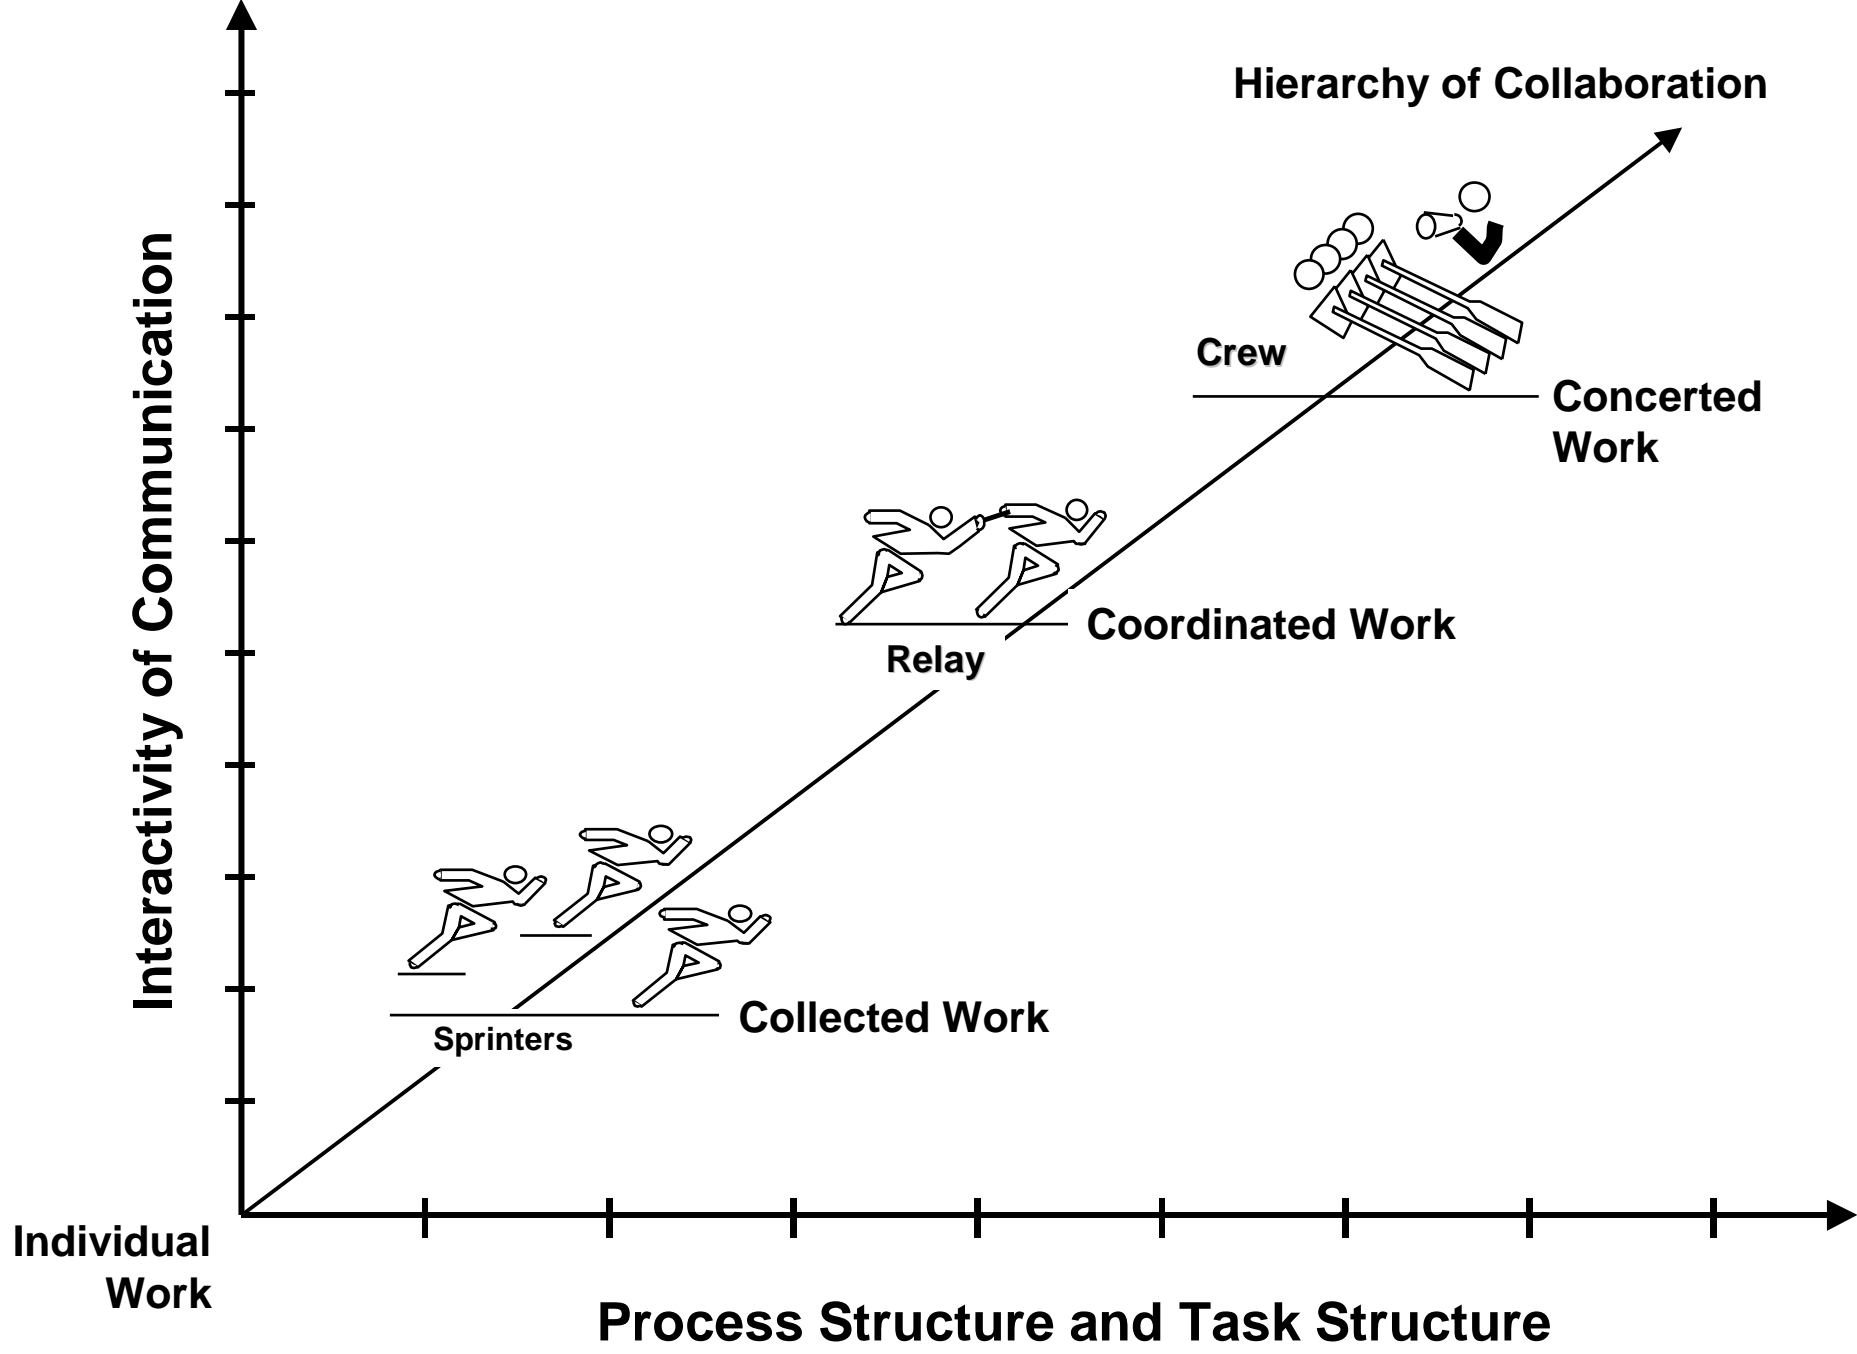 Hierarchy of Collaboration
Interactivity of Communication
Crew
Concerted
Work
Coordinated Work
Relay
Collected Work
Sprinters
Individual
Work
Process Structure and Task Structure